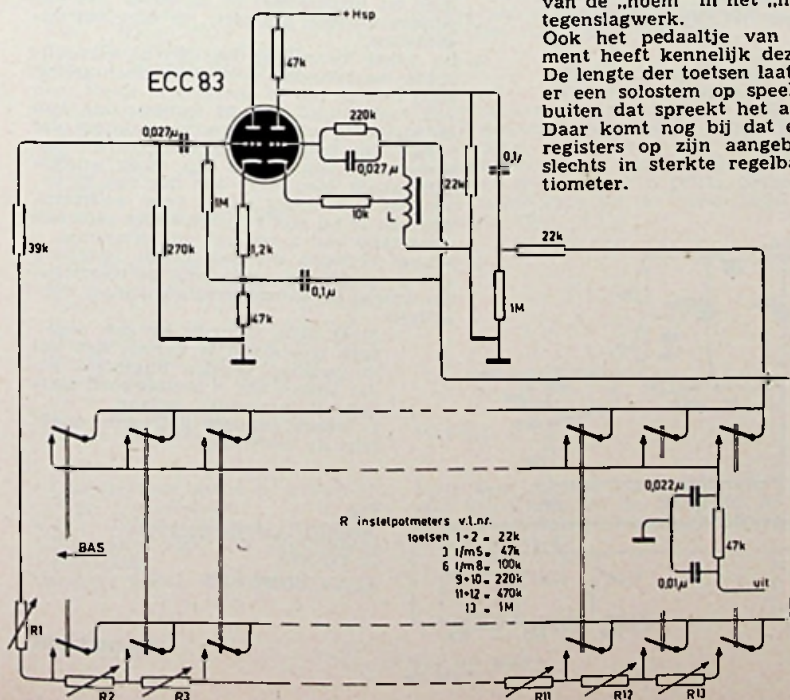 van de „noem" in het „n
tegenslagwerk.
Ook het pedaaltje van
ment heeft kennelijk dez
De lengte der toetsen laat
er een solostem op speel
buiten dat spreekt het a
Daar komt nog bij dat e
registers op zijn aangeb
slechts in sterkte regelba
tiometer.
+Hsp
47k
ECC83
0,027µ
220k
0,027µ
0,1µ
1M
22k
10k
L
22k
39k
270k
1,2k
0,1µ
47k
1M
0,022µ
R instelpotmeters v.l.nr.
toetsen 1+2 = 22k
3 t/m5 = 47k
6 t/m8 = 100k
9+10 = 220k
11+12 = 470k
13 = 1M
47k
BAS
0,01µ
uit
R1
R2
R3
R11
R12
R13